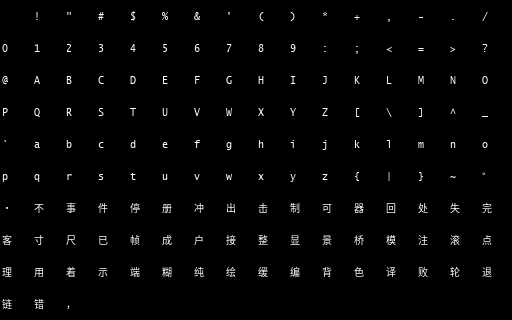 ! " # $ % & ' ( ) * + , - . /
0 1 2 3 4 5 6 7 8 9 : ; < = > ?
@ A B C D E F G H I J K L M N O
P Q R S T U V W X Y Z [ \ ] ^ _
` a b c d e f g h i j k l m n o
p q r s t u v w x y z { | } ~ °
· 不 事 件 停 册 冲 出 击 制 可 器 回 处 失 完
客 寸 尺 已 帧 成 户 接 整 显 景 桥 模 注 滚 点
理 用 着 示 端 糊 纯 绘 缓 编 背 色 译 败 轮 退
链 错 ，